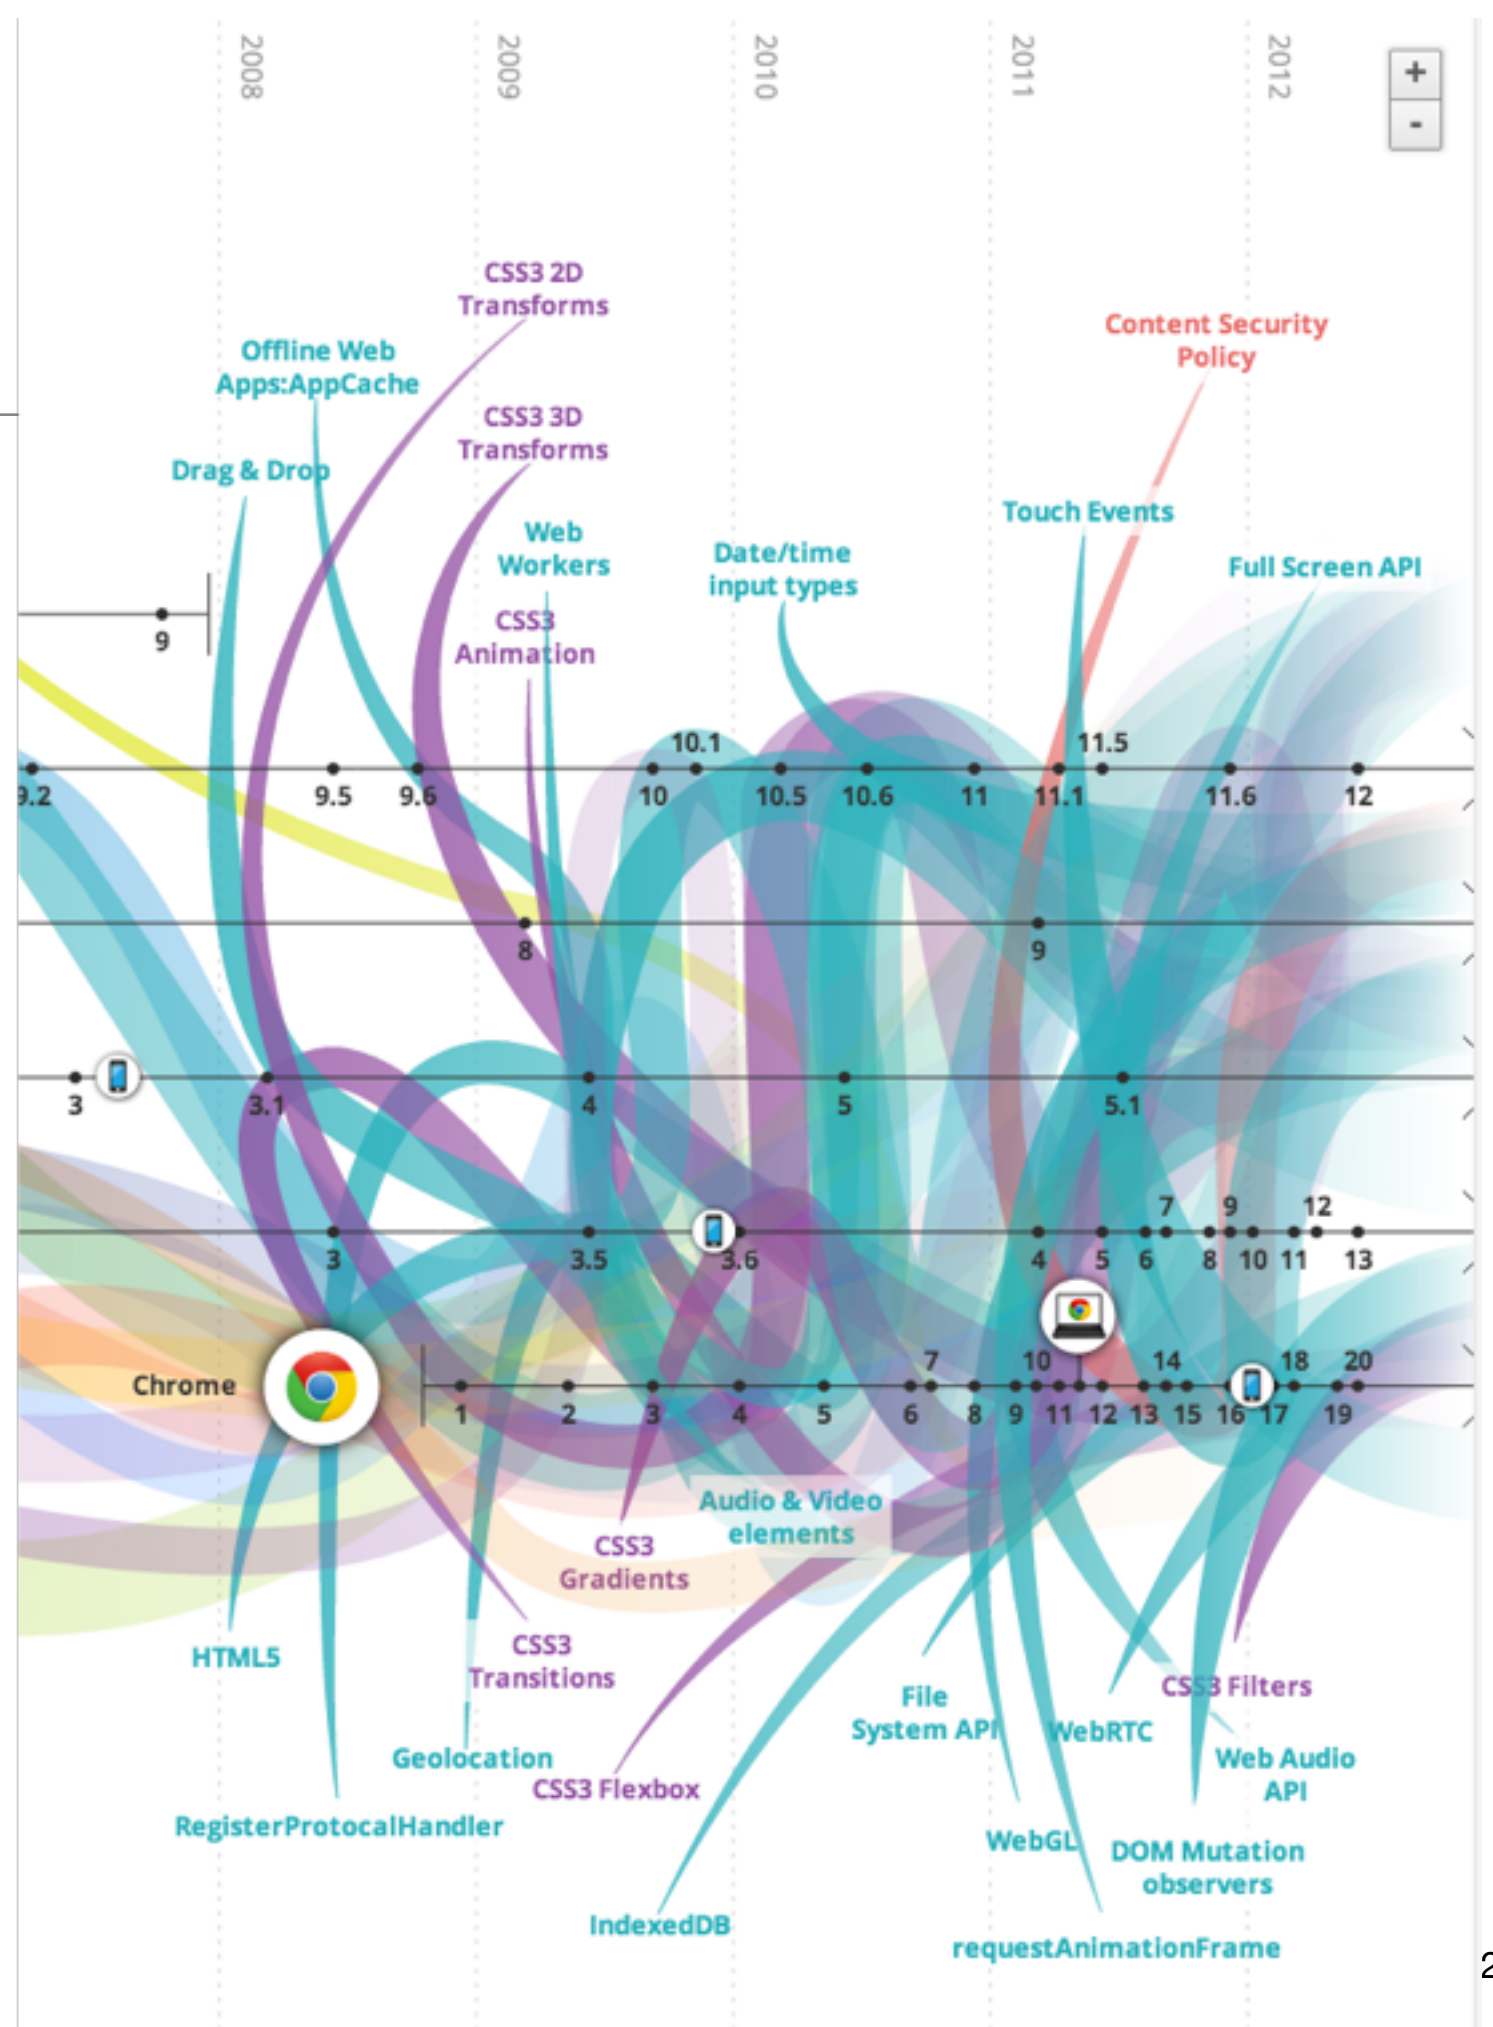 2008
2009
2010
2011
2012
+
-
CSS3 2D
Transforms
Content Security
Policy
Offline Web
Apps:AppCache
CSS3 3D
Transforms
Drag & Drop
Touch Events
Web
Workers
Date/time
input types
Full Screen API
CSS3
Animation
9
10.1
11.5
9.2
9.5
9.6
10
10.5
10.6
11
11.1
11.6
12
8
9
3
3.1
4
5
5.1
7
9
12
3
3.5
3.6
4
5
6
8
10
11
13
Chrome
7
10
14
18
20
1
2
3
4
5
6
8
9
11
12
13
15
16
17
19
Audio & Video
elements
CSS3
Gradients
CSS3
Transitions
HTML5
File
System API
CSS3 Filters
WebRTC
Geolocation
CSS3 Flexbox
Web Audio
API
RegisterProtocalHandler
WebGL
DOM Mutation
observers
IndexedDB
requestAnimationFrame
2